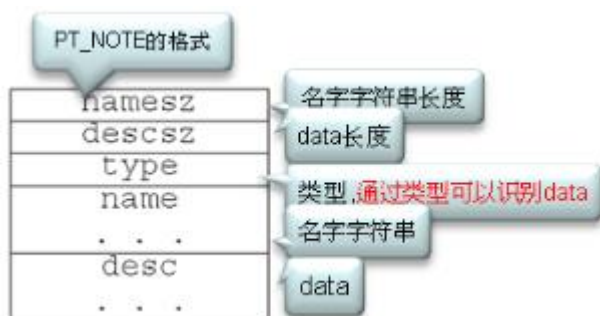 PT_NOTE的格式
namesz
名字字符串长度
descsz
data长度
type
类型,通过类型可以识别data
name
. . .
名字字符串
desc
data
. . .